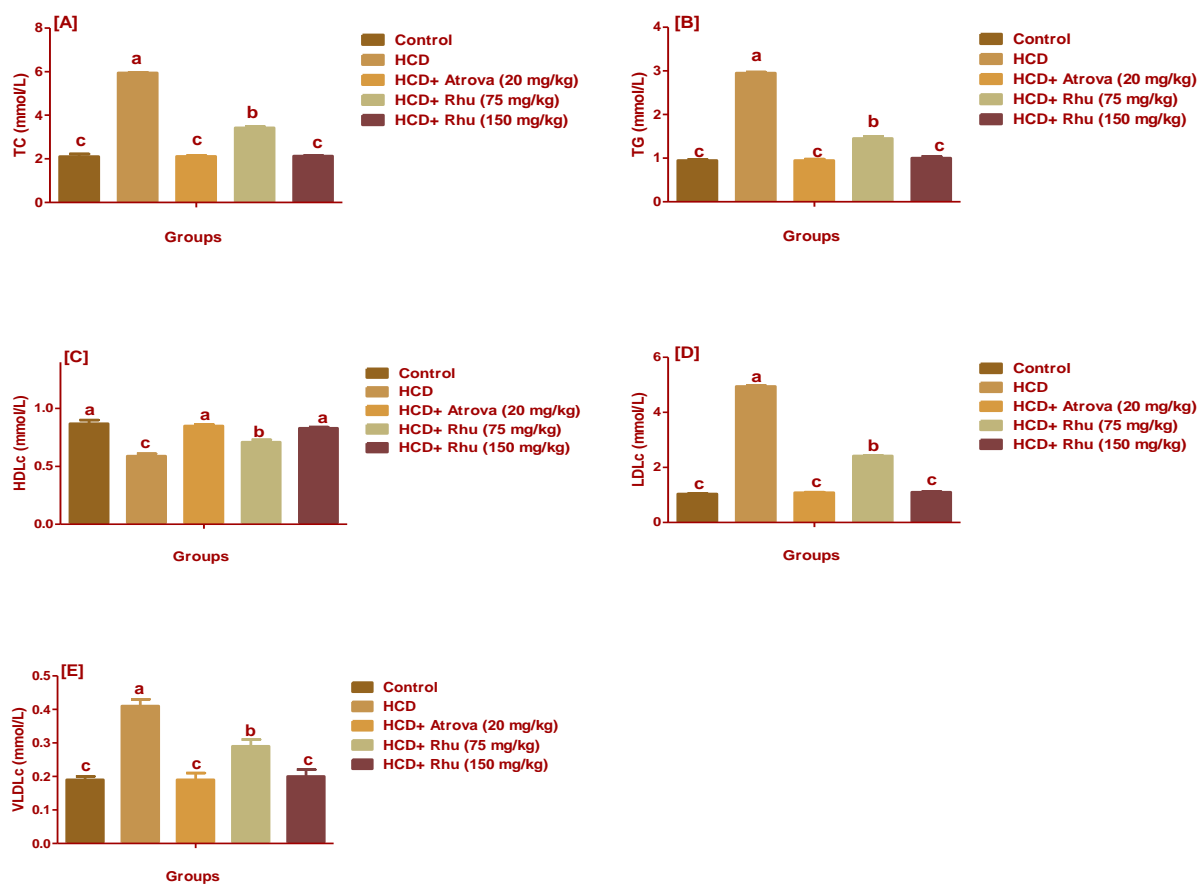 [A]
TC (mmol/L)
8
6
4
2
0
c
a
c
b
c
Groups
Control
HCD
HCD+ Atrova (20 mg/kg)
HCD+ Rhu (75 mg/kg)
HCD+ Rhu (150 mg/kg)
[B]
TG (mmol/L)
4
3
2
1
0
c
a
c
b
c
Groups
Control
HCD
HCD+ Atrova (20 mg/kg)
HCD+ Rhu (75 mg/kg)
HCD+ Rhu (150 mg/kg)
[C]
HDLc (mmol/L)
1.0
0.5
0.0
a
c
a
b
a
Groups
Control
HCD
HCD+ Atrova (20 mg/kg)
HCD+ Rhu (75 mg/kg)
HCD+ Rhu (150 mg/kg)
[D]
LDLc (mmol/L)
6
4
2
0
c
a
c
b
c
Groups
Control
HCD
HCD+ Atrova (20 mg/kg)
HCD+ Rhu (75 mg/kg)
HCD+ Rhu (150 mg/kg)
[E]
VLDLc (mmol/L)
0.5
0.4
0.3
0.2
0.1
0.0
c
a
c
b
c
Groups
Control
HCD
HCD+ Atrova (20 mg/kg)
HCD+ Rhu (75 mg/kg)
HCD+ Rhu (150 mg/kg)